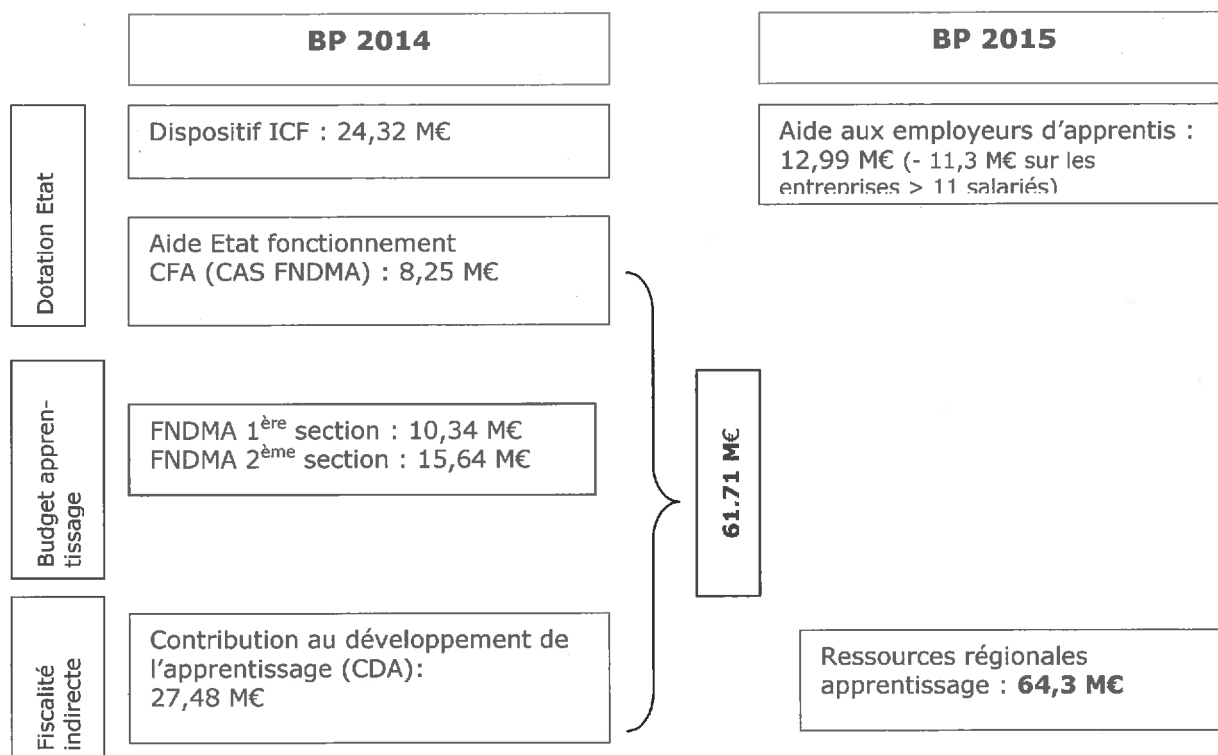 BP 2014
BP 2015
Dotation Etat
Dispositif ICF : 24,32 M€
Aide aux employeurs d'apprentis :
12,99 M€ (- 11,3 M€ sur les
entreprises > 11 salariés)
Aide Etat fonctionnement
CFA (CAS FNDMA) : 8,25 M€
Budget appren-
tissage
FNDMA 1ère section : 10,34 M€
FNDMA 2ème section : 15,64 M€
61.71 M€
Fiscalité
indirecte
Contribution au développement de
l'apprentissage (CDA):
27,48 M€
Ressources régionales
apprentissage : 64,3 M€